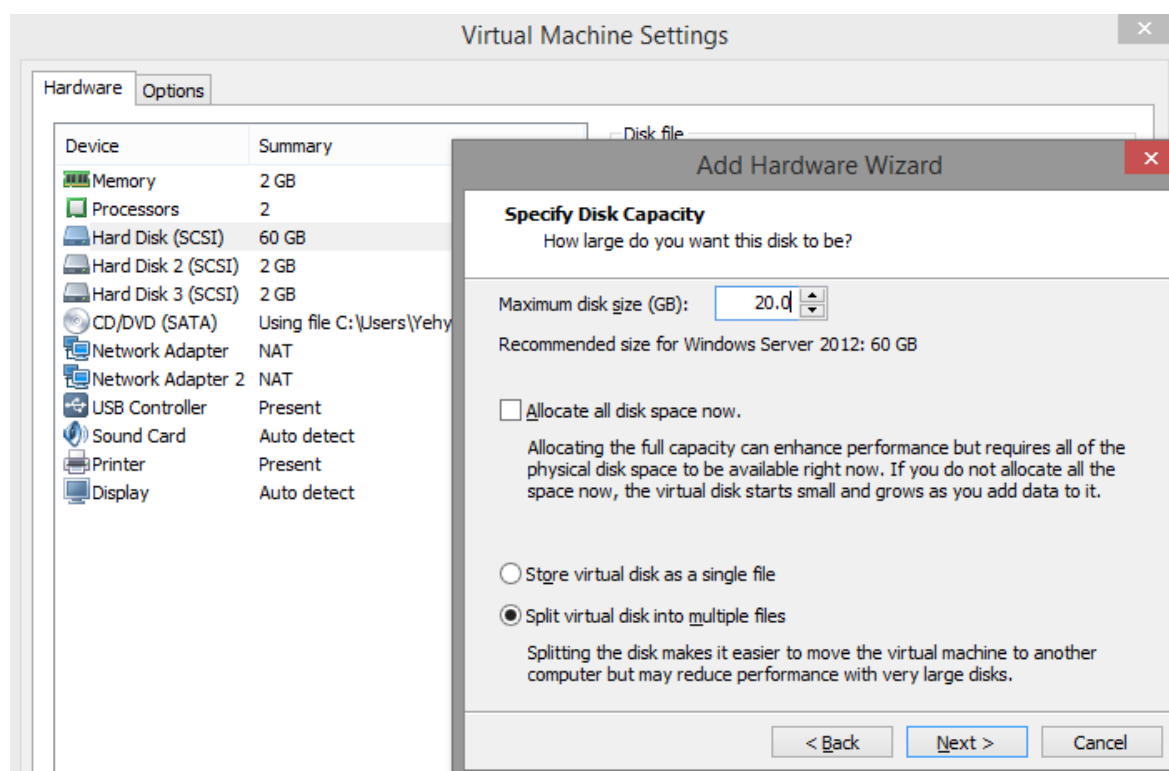 Virtual Machine Settings
Hardware Options
Device Summary
Memory 2 GB
Processors 2
Hard Disk (SCSI) 60 GB
Hard Disk 2 (SCSI) 2 GB
Hard Disk 3 (SCSI) 2 GB
CD/DVD (SATA) Using file C:\Users\Yehy
Network Adapter NAT
Network Adapter 2 NAT
USB Controller Present
Sound Card Auto detect
Printer Present
Display Auto detect
Disk file
Add Hardware Wizard
Specify Disk Capacity
How large do you want this disk to be?
Maximum disk size (GB): 20.0
Recommended size for Windows Server 2012: 60 GB
Allocate all disk space now.
Allocating the full capacity can enhance performance but requires all of the
physical disk space to be available right now. If you do not allocate all the
space now, the virtual disk starts small and grows as you add data to it.
Store virtual disk as a single file
Split virtual disk into multiple files
Splitting the disk makes it easier to move the virtual machine to another
computer but may reduce performance with very large disks.
< Back Next > Cancel